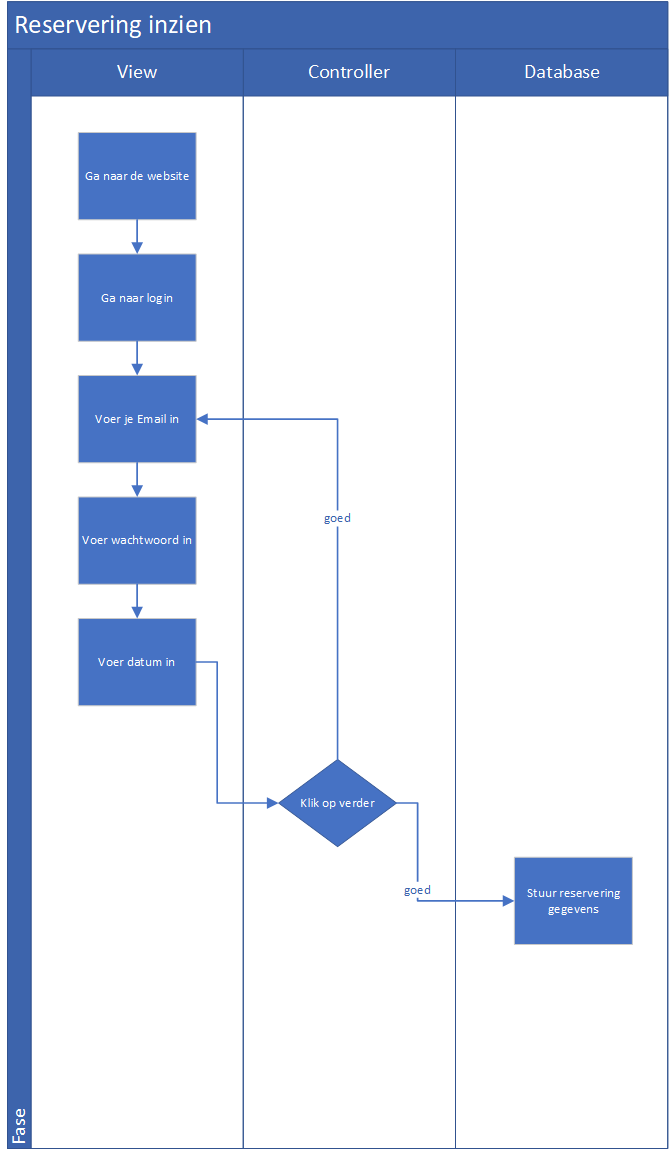 Reservering inzien
View
Controller
Database
Ga naar de website
Ga naar login
Voer je Email in
goed
Voer wachtwoord in
Voer datum in
Klik op verder
goed
Stuur reservering
gegevens
Fase